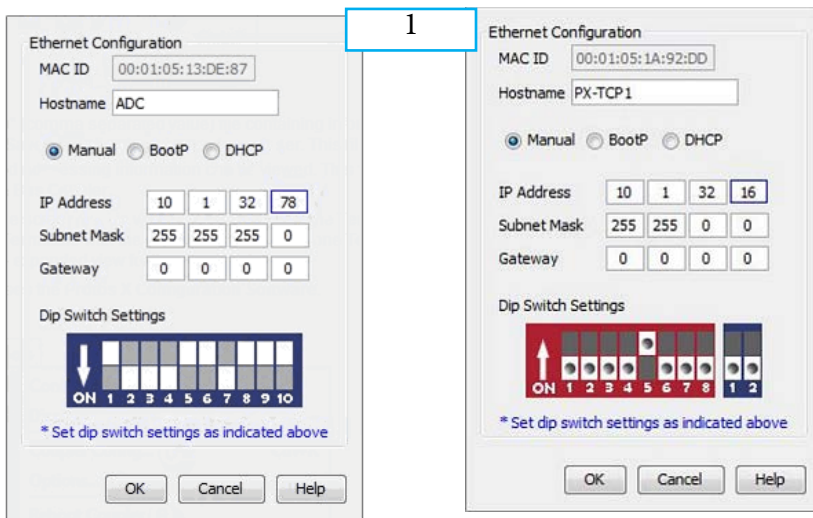 1
Ethernet Configuration
MAC ID 00:01:05:13:DE:87
Hostname ADC
Manual BootP DHCP
IP Address 10 1 32 78
Subnet Mask 255 255 255 0
Gateway 0 0 0 0
Dip Switch Settings
ON 1 2 3 4 5 6 7 8 9 10
* Set dip switch settings as indicated above
OK Cancel Help
Ethernet Configuration
MAC ID 00:01:05:1A:92:DD
Hostname PX-TCP1
Manual BootP DHCP
IP Address 10 1 32 16
Subnet Mask 255 255 0 0
Gateway 0 0 0 0
Dip Switch Settings
ON 1 2 3 4 5 6 7 8 1 2
* Set dip switch settings as indicated above
OK Cancel Help